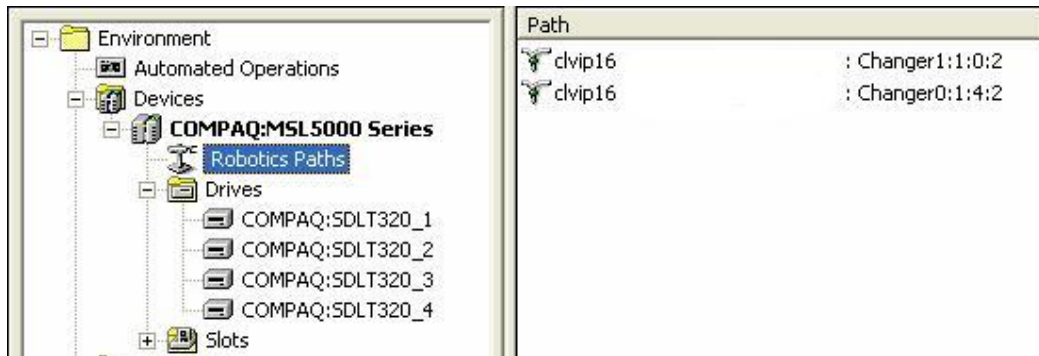 Environment
Automated Operations
Devices
COMPAQ:MSL5000 Series
Robotics Paths
Drives
COMPAQ:SDLT320_1
COMPAQ:SDLT320_2
COMPAQ:SDLT320_3
COMPAQ:SDLT320_4
Slots
Path
clvip16 : Changer1:1:0:2
clvip16 : Changer0:1:4:2